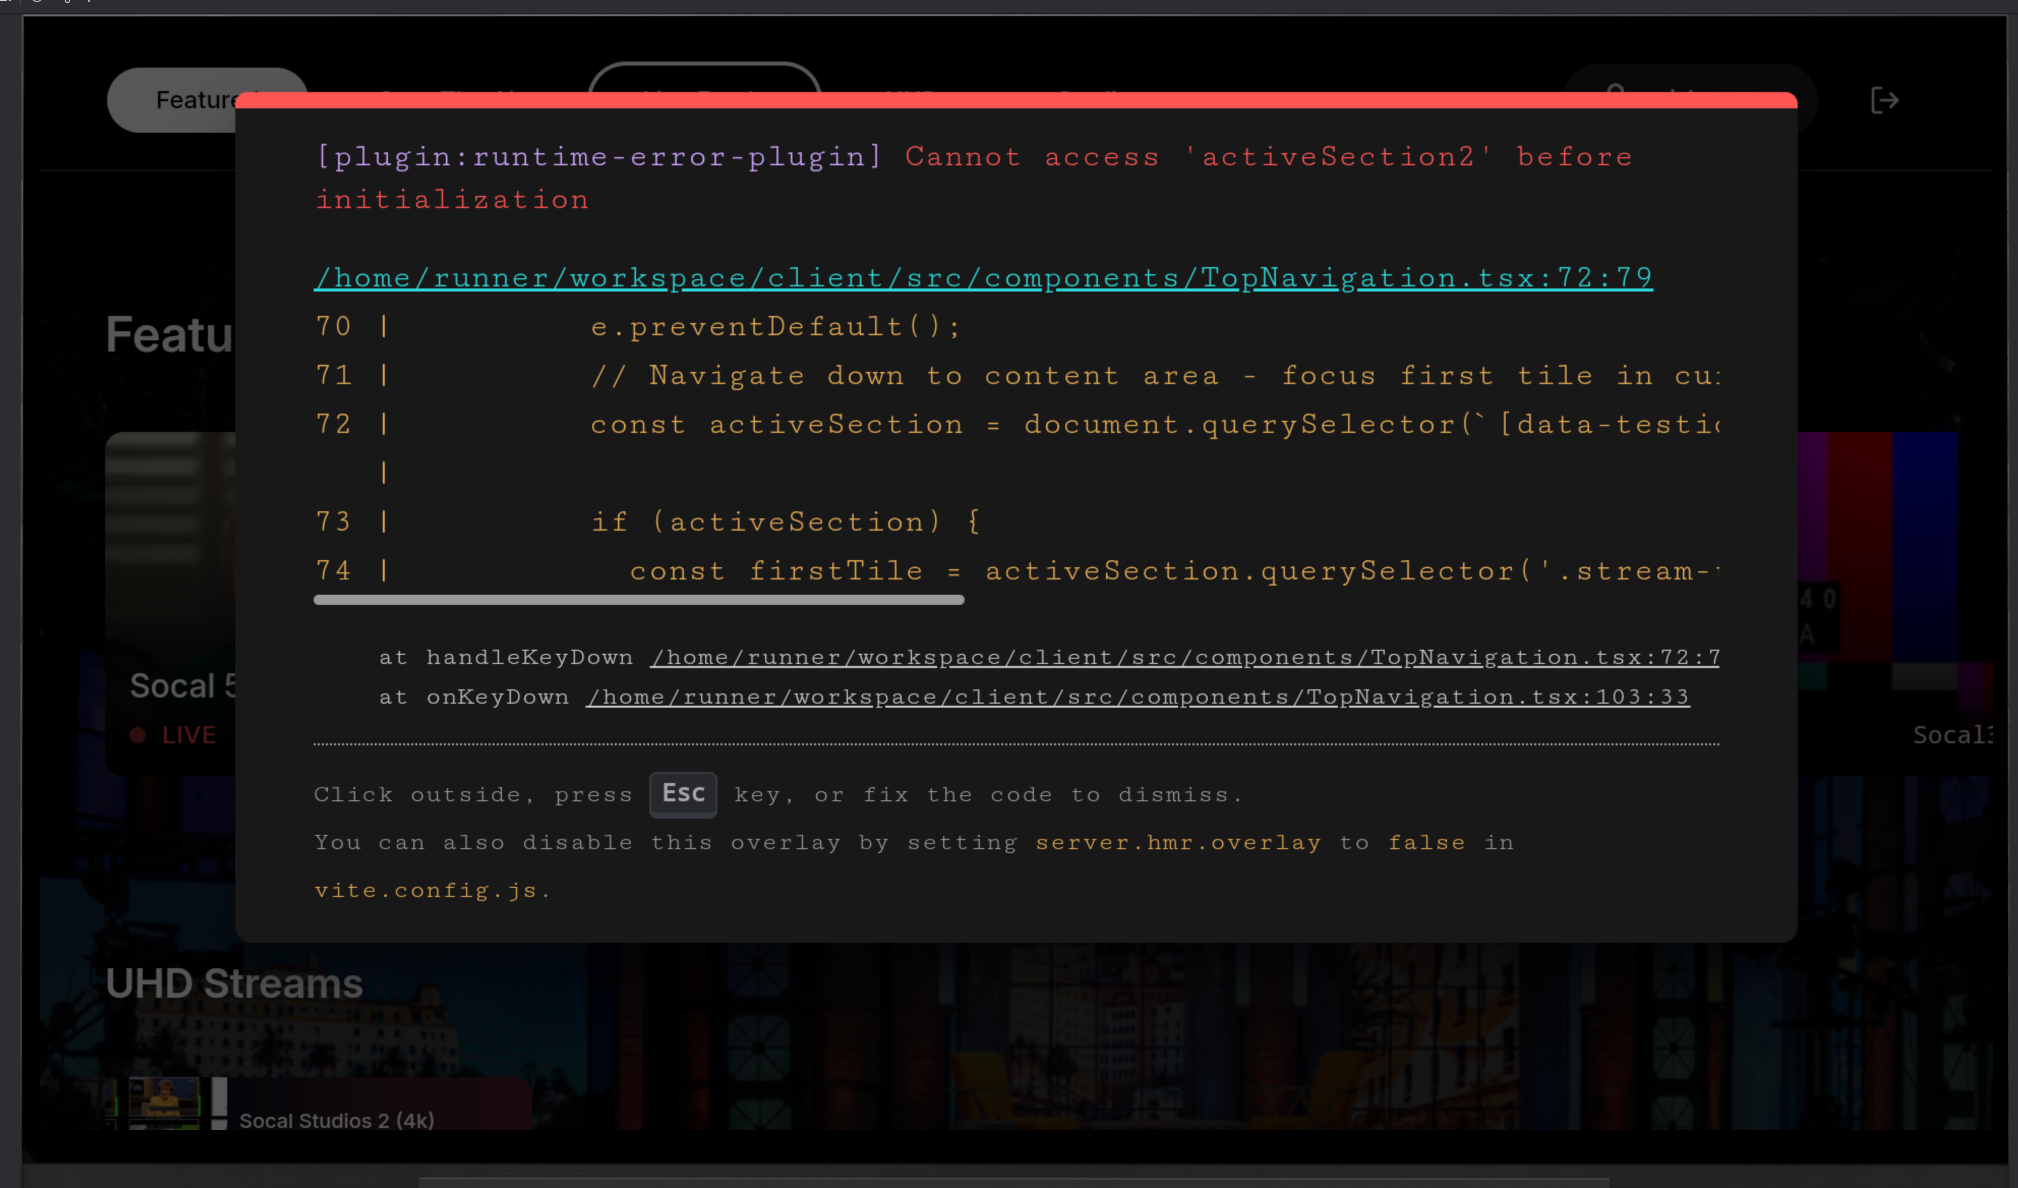 Feature
[plugin:runtime-error-plugin] Cannot access 'activeSection2' before
initialization
/home/runner/workspace/client/src/components/TopNavigation.tsx:72:79
70 | e.preventDefault();
71 | // Navigate down to content area - focus first tile in cu
72 | const activeSection = document.querySelector(`[data-testid
|
73 | if (activeSection) {
74 | const firstTile = activeSection.querySelector('.stream-
at handleKeyDown /home/runner/workspace/client/src/components/TopNavigation.tsx:72:7
at onKeyDown /home/runner/workspace/client/src/components/TopNavigation.tsx:103:33
Click outside, press Esc key, or fix the code to dismiss.
You can also disable this overlay by setting server.hmr.overlay to false in
vite.config.js.
Featu
Socal 5
LIVE
40
A
Socal3
UHD Streams
Socal Studios 2 (4k)